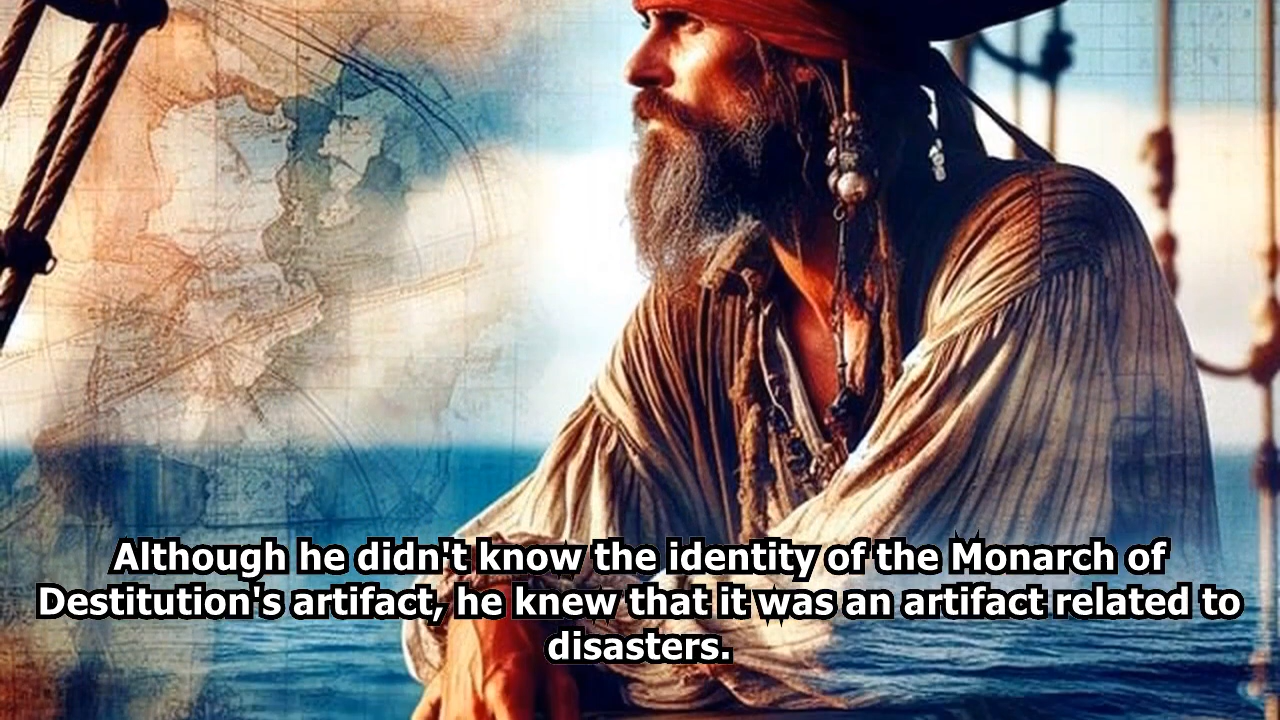 Although he didn't know the identity of the Monarch of
Destitution's artifact, he knew that it was an artifact related to
disasters.